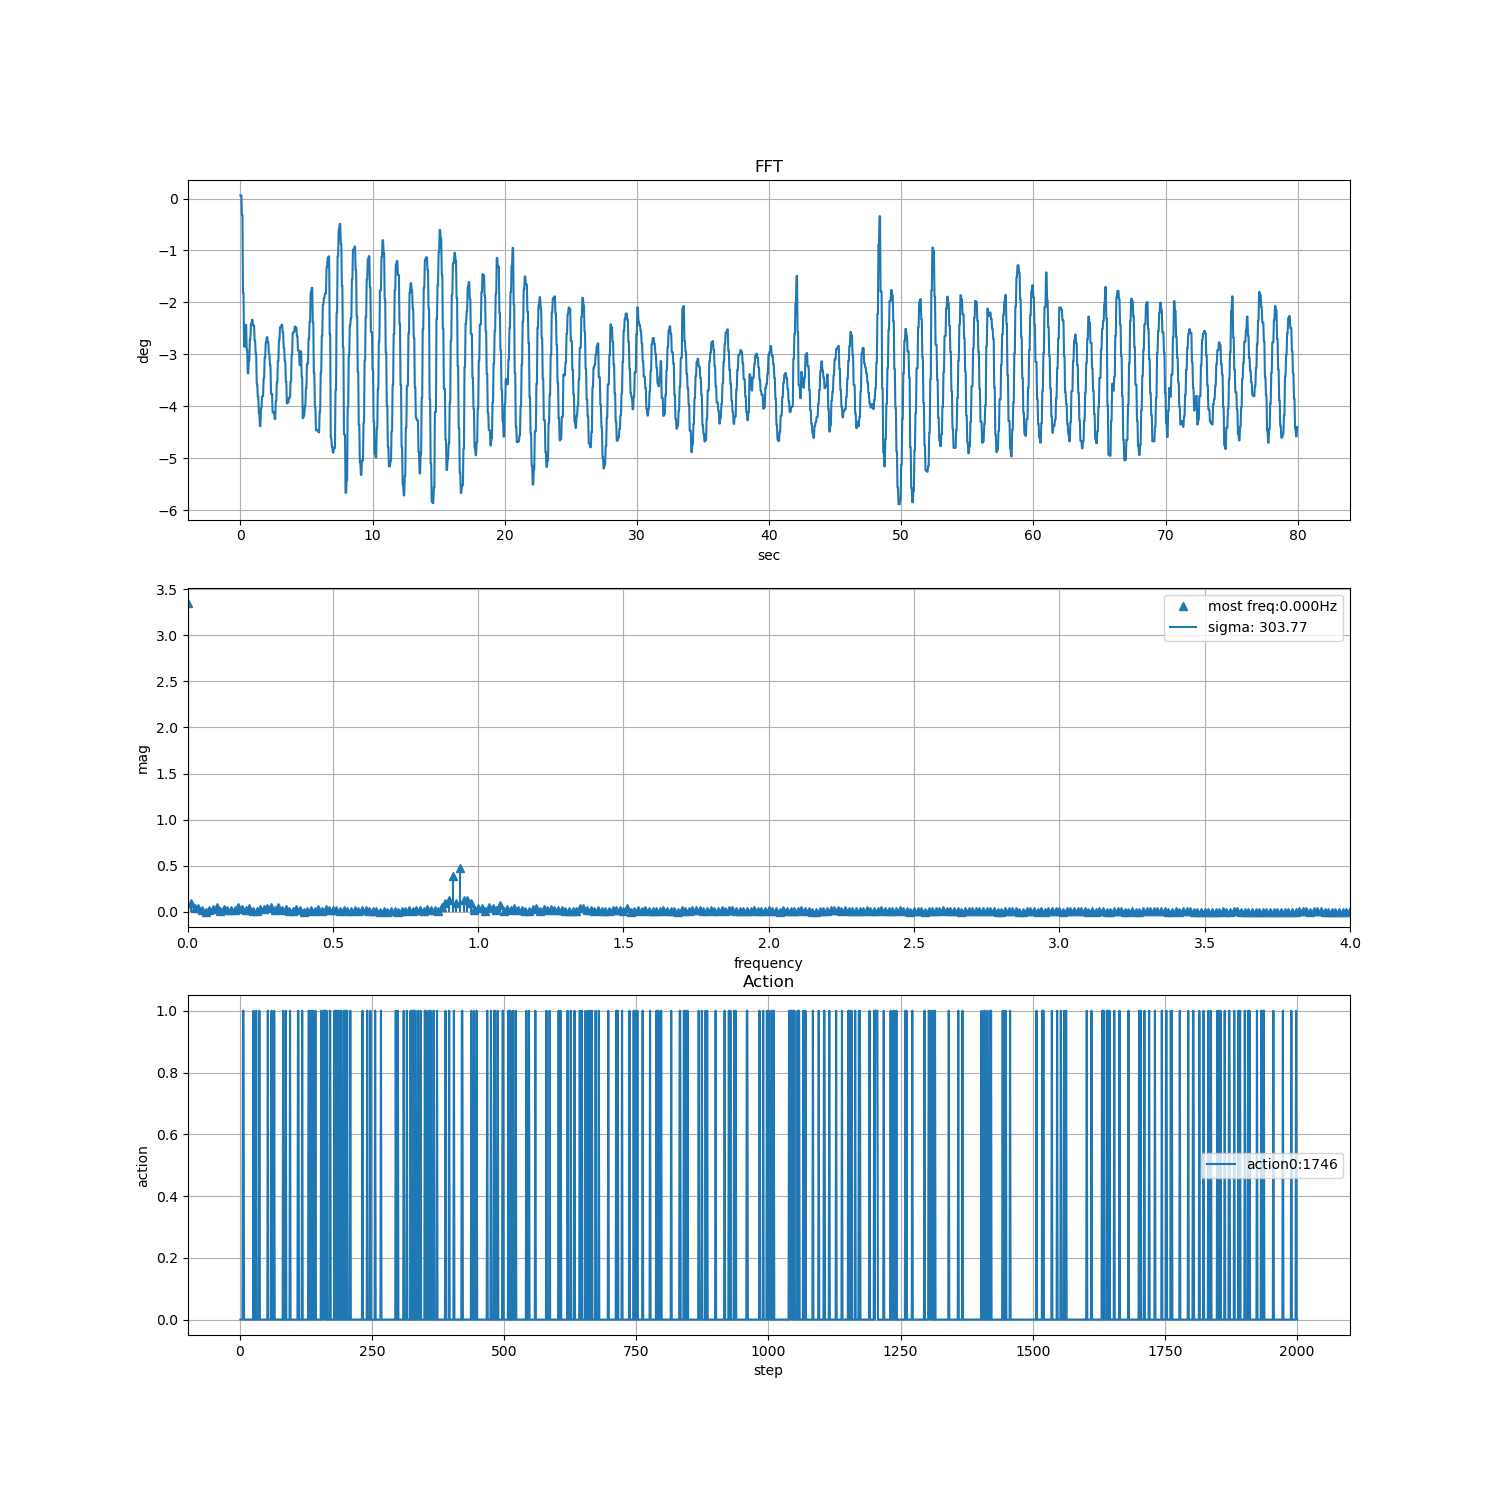 FFT
0
−1
−2
−3
−4
−5
−6
deg
0 10 20 30 40 50 60 70 80
sec
3.5
3.0
2.5
2.0
1.5
1.0
0.5
0.0
mag
most freq:0.000Hz
sigma: 303.77
0.0 0.5 1.0 1.5 2.0 2.5 3.0 3.5 4.0
frequency
Action
1.0
0.8
0.6
0.4
0.2
0.0
action
action0:1746
0 250 500 750 1000 1250 1500 1750 2000
step